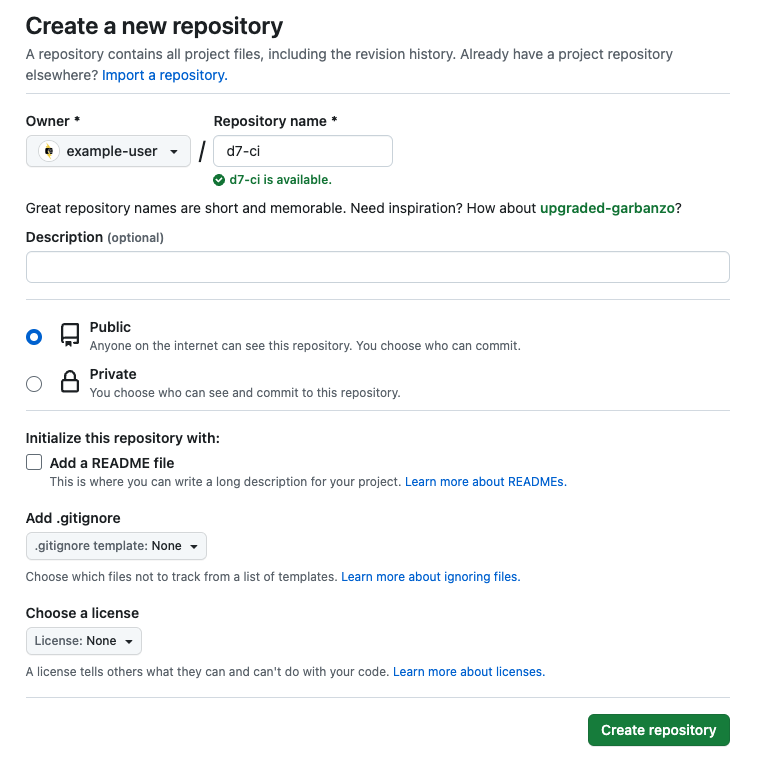 Create a new repository
A repository contains all project files, including the revision history. Already have a project repository
elsewhere? Import a repository.
Owner *
Repository name *
example-user
/
d7-ci
d7-ci is available.
Great repository names are short and memorable. Need inspiration? How about upgraded-garbanzo?
Description (optional)
Public
Anyone on the internet can see this repository. You choose who can commit.
Private
You choose who can see and commit to this repository.
Initialize this repository with:
Add a README file
This is where you can write a long description for your project. Learn more about READMEs.
Add .gitignore
.gitignore template: None
Choose which files not to track from a list of templates. Learn more about ignoring files.
Choose a license
License: None
A license tells others what they can and can't do with your code. Learn more about licenses.
Create repository